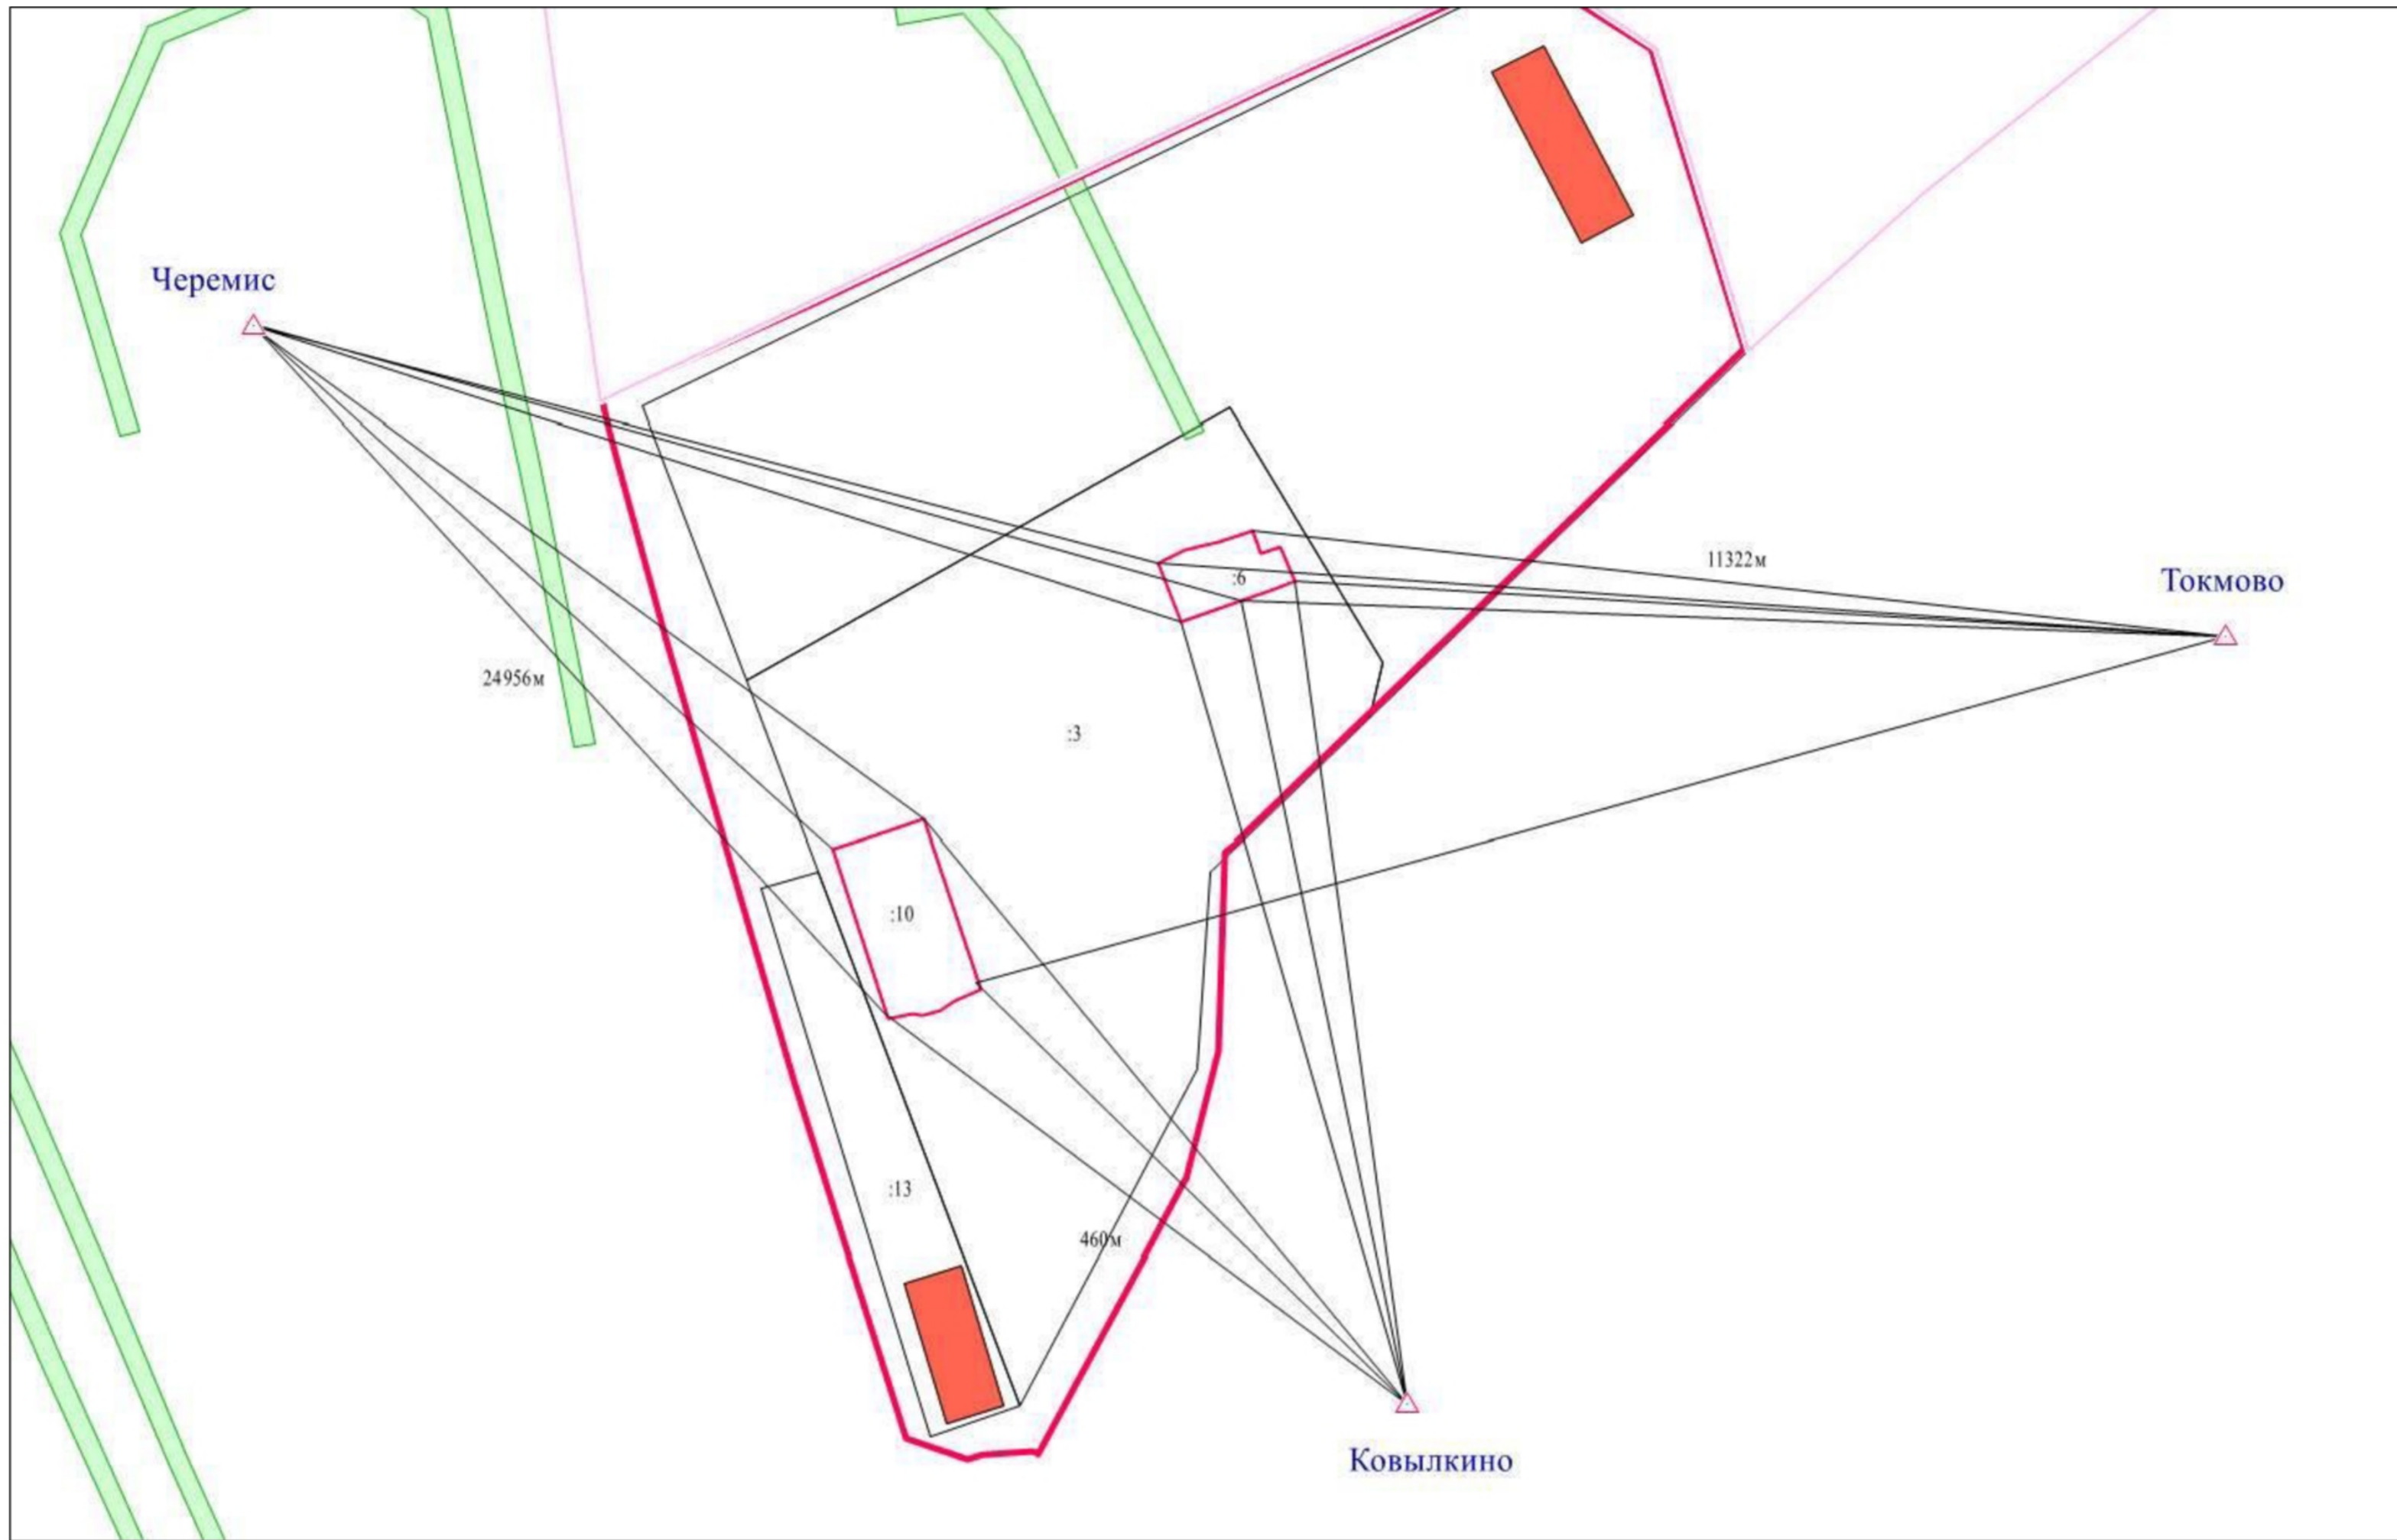 Черемис
11322м
:6
Токмово
24956м
:3
:10
:13
460м
Ковылкино